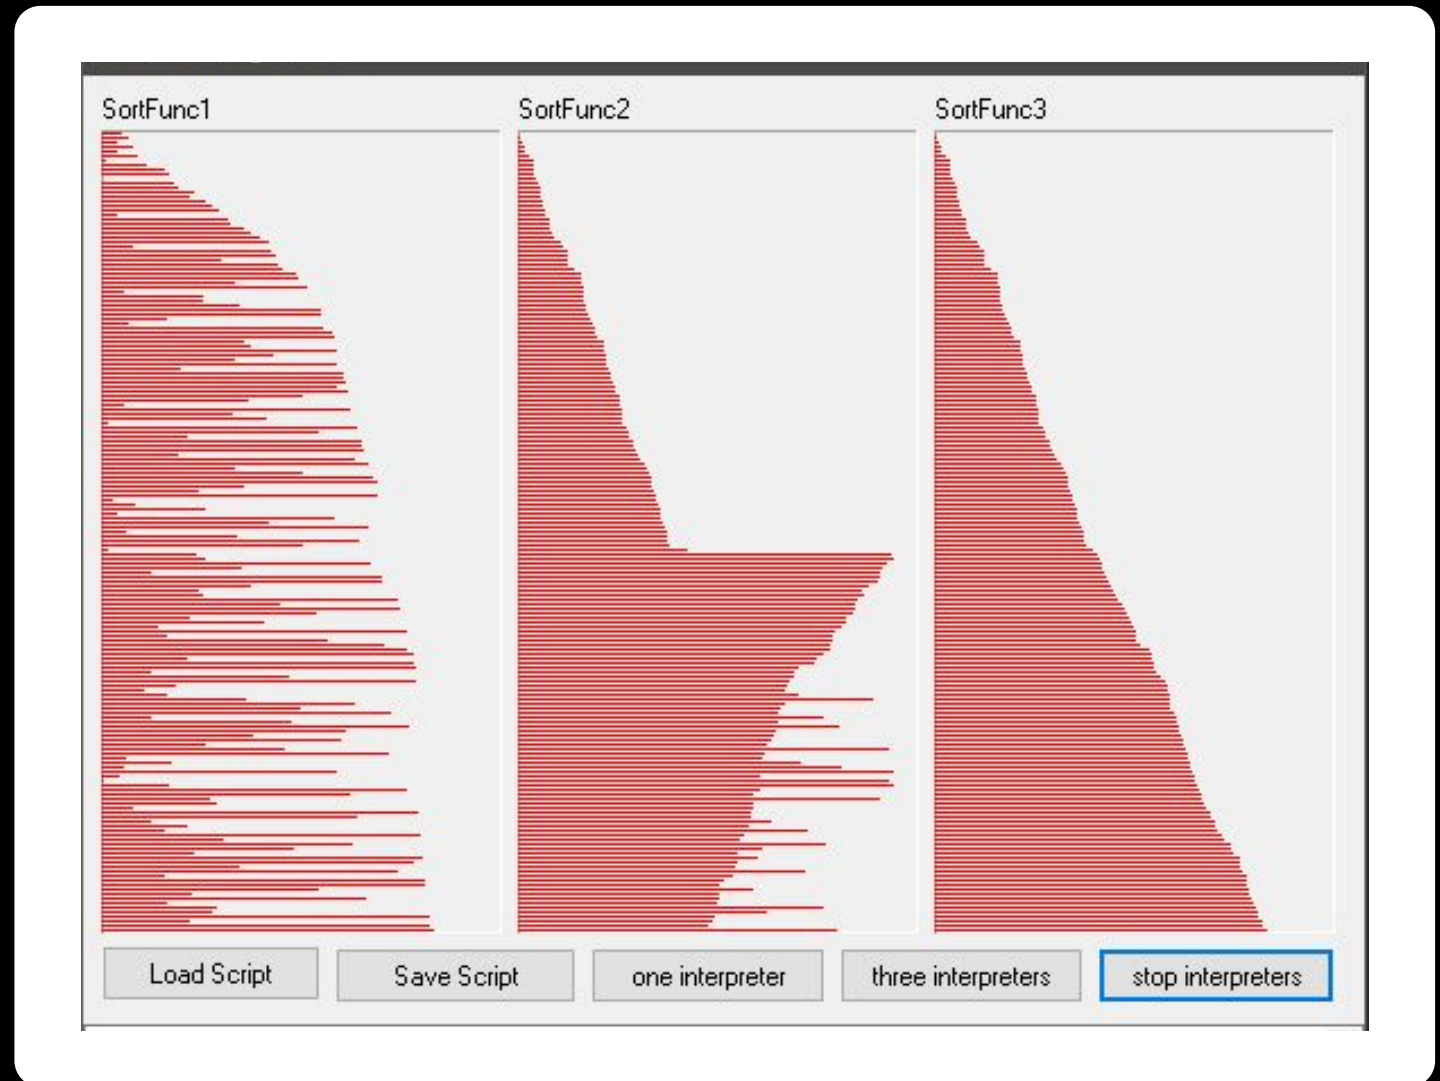 SortFunc1
SortFunc2
SortFunc3
Load Script
Save Script
one interpreter
three interpreters
stop interpreters